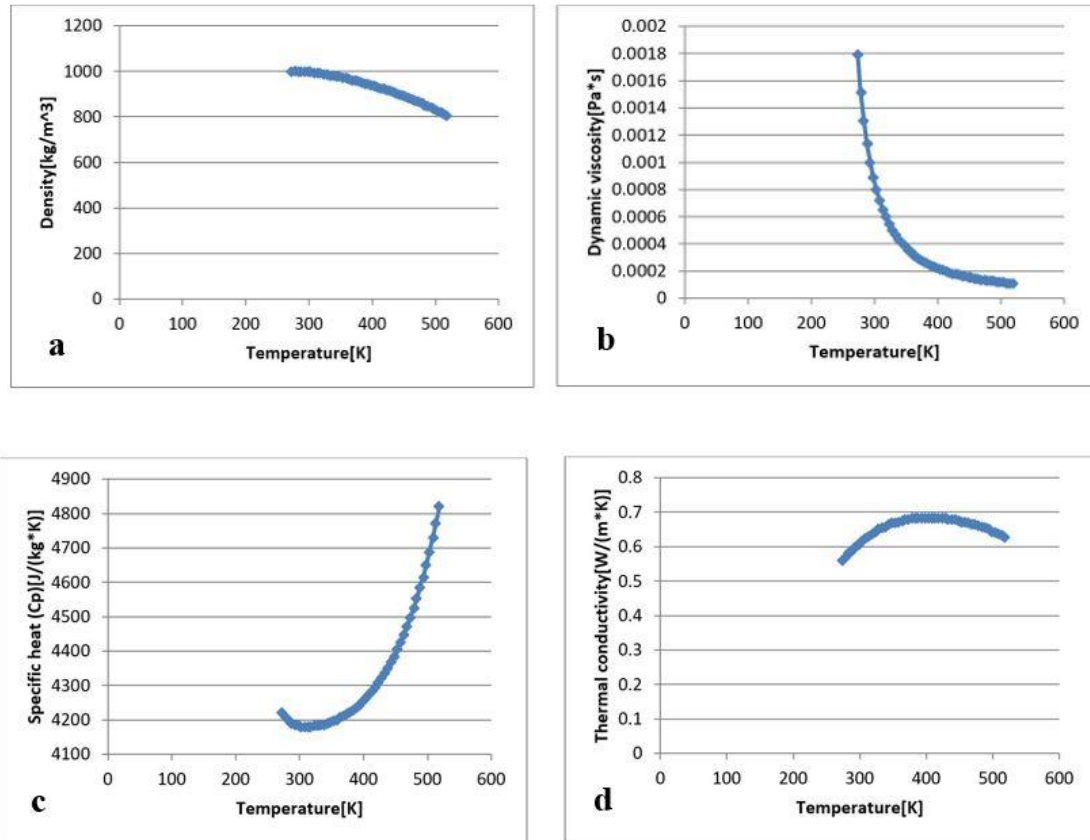 Density[kg/m^3]
1200
1000
800
600
400
200
0
0 100 200 300 400 500 600
Temperature[K]
a
Dynamic viscosity[Pa*s]
0.002
0.0018
0.0016
0.0014
0.0012
0.001
0.0008
0.0006
0.0004
0.0002
0
0 100 200 300 400 500 600
Temperature[K]
b
Specific heat (Cp)[J/(kg*K)]
4900
4800
4700
4600
4500
4400
4300
4200
4100
0 100 200 300 400 500 600
Temperature[K]
c
Thermal conductivity[W/(m*K)]
0.8
0.7
0.6
0.5
0.4
0.3
0.2
0.1
0
0 100 200 300 400 500 600
Temperature[K]
d